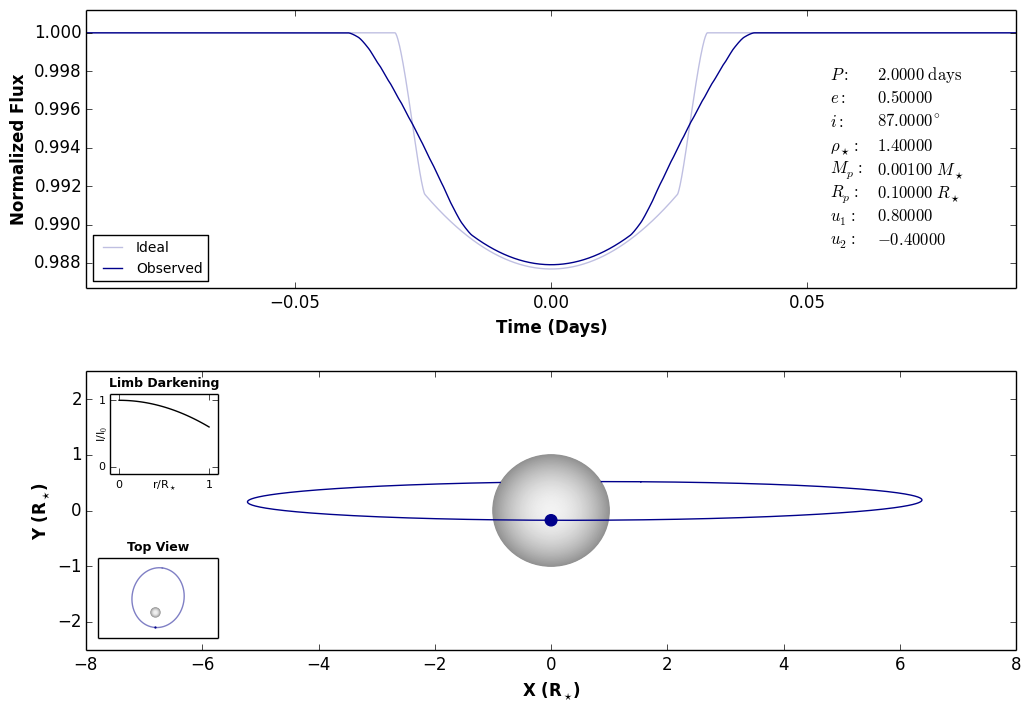 1.000
0.998
0.996
0.994
0.992
0.990
0.988
Normalized Flux
P: 2.0000 days
e: 0.50000
i: 87.0000°
ρ⋆: 1.40000
Mp: 0.00100 M⋆
Rp: 0.10000 R⋆
u1: 0.80000
u2: −0.40000
Ideal
Observed
−0.05 0.00 0.05
Time (Days)
Limb Darkening
1
0
I/I0
0 r/R⋆ 1
Top View
2
1
0
−1
−2
Y (R⋆)
−8 −6 −4 −2 0 2 4 6 8
X (R⋆)